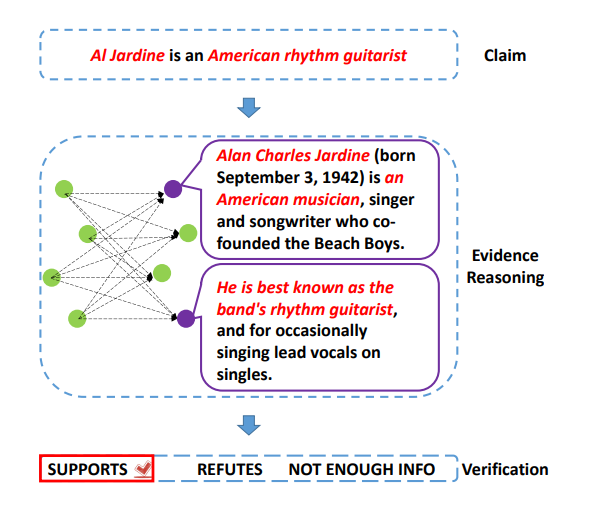 Al Jardine is an American rhythm guitarist
Claim
Alan Charles Jardine (born
September 3, 1942) is an
American musician, singer
and songwriter who co-
founded the Beach Boys.
Evidence
Reasoning
He is best known as the
band's rhythm guitarist,
and for occasionally
singing lead vocals on
singles.
SUPPORTS REFUTES NOT ENOUGH INFO Verification